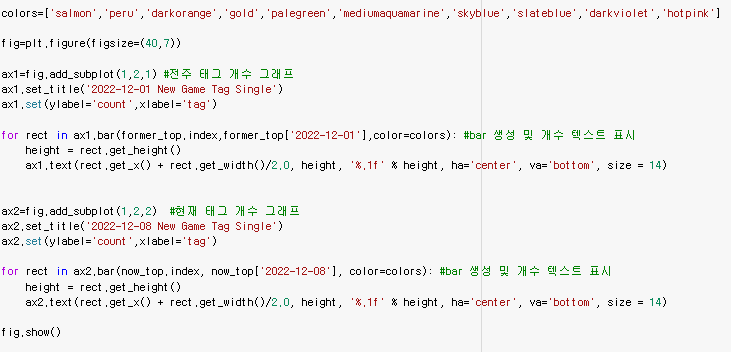 colors=['salmon','peru','darkorange','gold','palegreen','mediumaquamarine','skyblue','slateblue','darkviolet','hotpink']
fig=plt.figure(figsize=(40,7))
ax1=fig.add_subplot(1,2,1) #전주 태그 개수 그래프
ax1.set_title('2022-12-01 New Game Tag Single')
ax1.set(ylabel='count',xlabel='tag')
for rect in ax1.bar(former_top.index,former_top['2022-12-01'],color=colors): #bar 생성 및 개수 텍스트 표시
    height = rect.get_height()
    ax1.text(rect.get_x() + rect.get_width()/2.0, height, '%.1f' % height, ha='center', va='bottom', size = 14)
ax2=fig.add_subplot(1,2,2)  #현재 태그 개수 그래프
ax2.set_title('2022-12-08 New Game Tag Single')
ax2.set(ylabel='count',xlabel='tag')
for rect in ax2.bar(now_top.index, now_top['2022-12-08'], color=colors): #bar 생성 및 개수 텍스트 표시
    height = rect.get_height()
    ax2.text(rect.get_x() + rect.get_width()/2.0, height, '%.1f' % height, ha='center', va='bottom', size = 14)
fig.show()